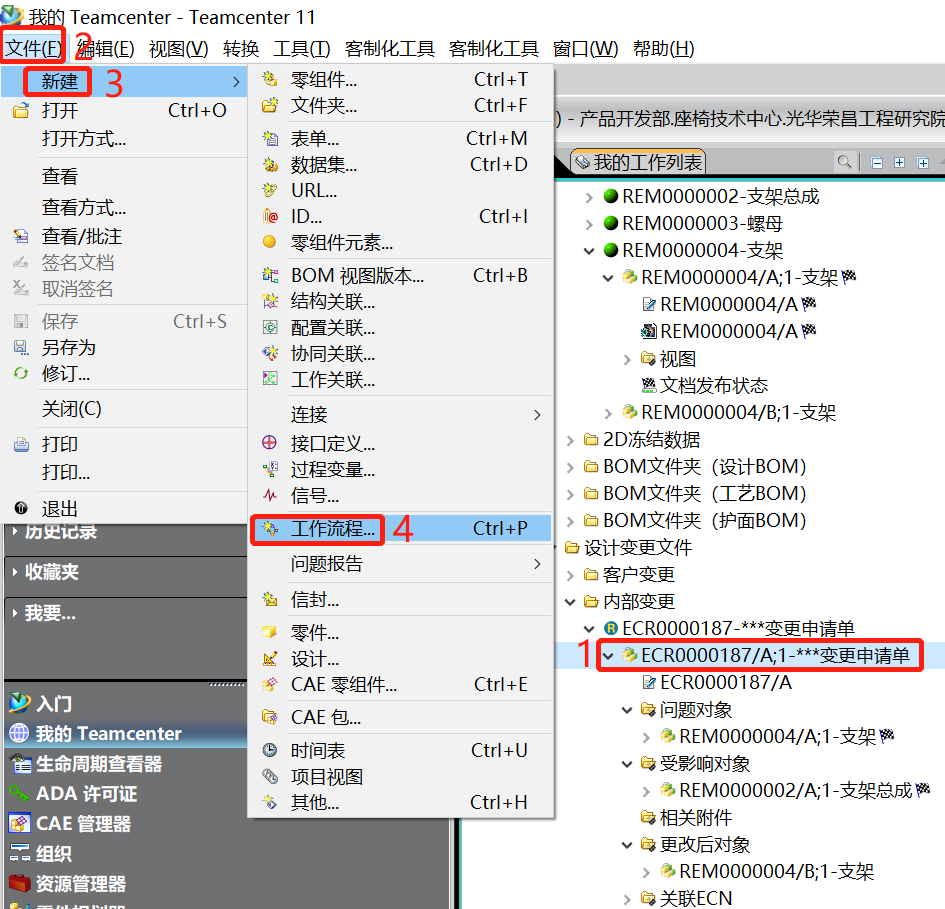 我的 Teamcenter - Teamcenter 11
文件(F) 2 编辑(E) 视图(V) 转换 工具(T) 客制化工具 客制化工具 窗口(W) 帮助(H)
新建 3
打开 Ctrl+O
打开方式...
查看
查看方式...
查看/批注
签名文档
取消签名
保存 Ctrl+S
另存为
修订...
关闭(C)
打印
打印...
退出
历史记录
收藏夹
我要...
入门
我的 Teamcenter
生命周期查看器
ADA 许可证
CAE 管理器
组织
资源管理器
零组件... Ctrl+T
文件夹... Ctrl+F
表单... Ctrl+M
数据集... Ctrl+D
URL...
ID... Ctrl+I
零组件元素...
BOM 视图版本... Ctrl+B
结构关联...
配置关联...
协同关联...
工作关联...
连接
接口定义...
过程变量...
信号...
工作流程... 4 Ctrl+P
问题报告
信封...
零件...
设计...
CAE 零组件... Ctrl+E
CAE 包...
时间表 Ctrl+U
项目视图
其他... Ctrl+H
) - 产品开发部.座椅技术中心.光华荣昌工程研究院
我的工作列表
REM0000002-支架总成
REM0000003-螺母
REM0000004-支架
REM0000004/A;1-支架
REM0000004/A
REM0000004/A
视图
文档发布状态
REM0000004/B;1-支架
2D冻结数据
BOM文件夹（设计BOM）
BOM文件夹（工艺BOM）
BOM文件夹（护面BOM）
设计变更文件
客户变更
内部变更
ECR0000187-***变更申请单
1 ECR0000187/A;1-***变更申请单
ECR0000187/A
问题对象
REM0000004/A;1-支架
受影响对象
REM0000002/A;1-支架总成
相关附件
更改后对象
REM0000004/B;1-支架
关联ECN